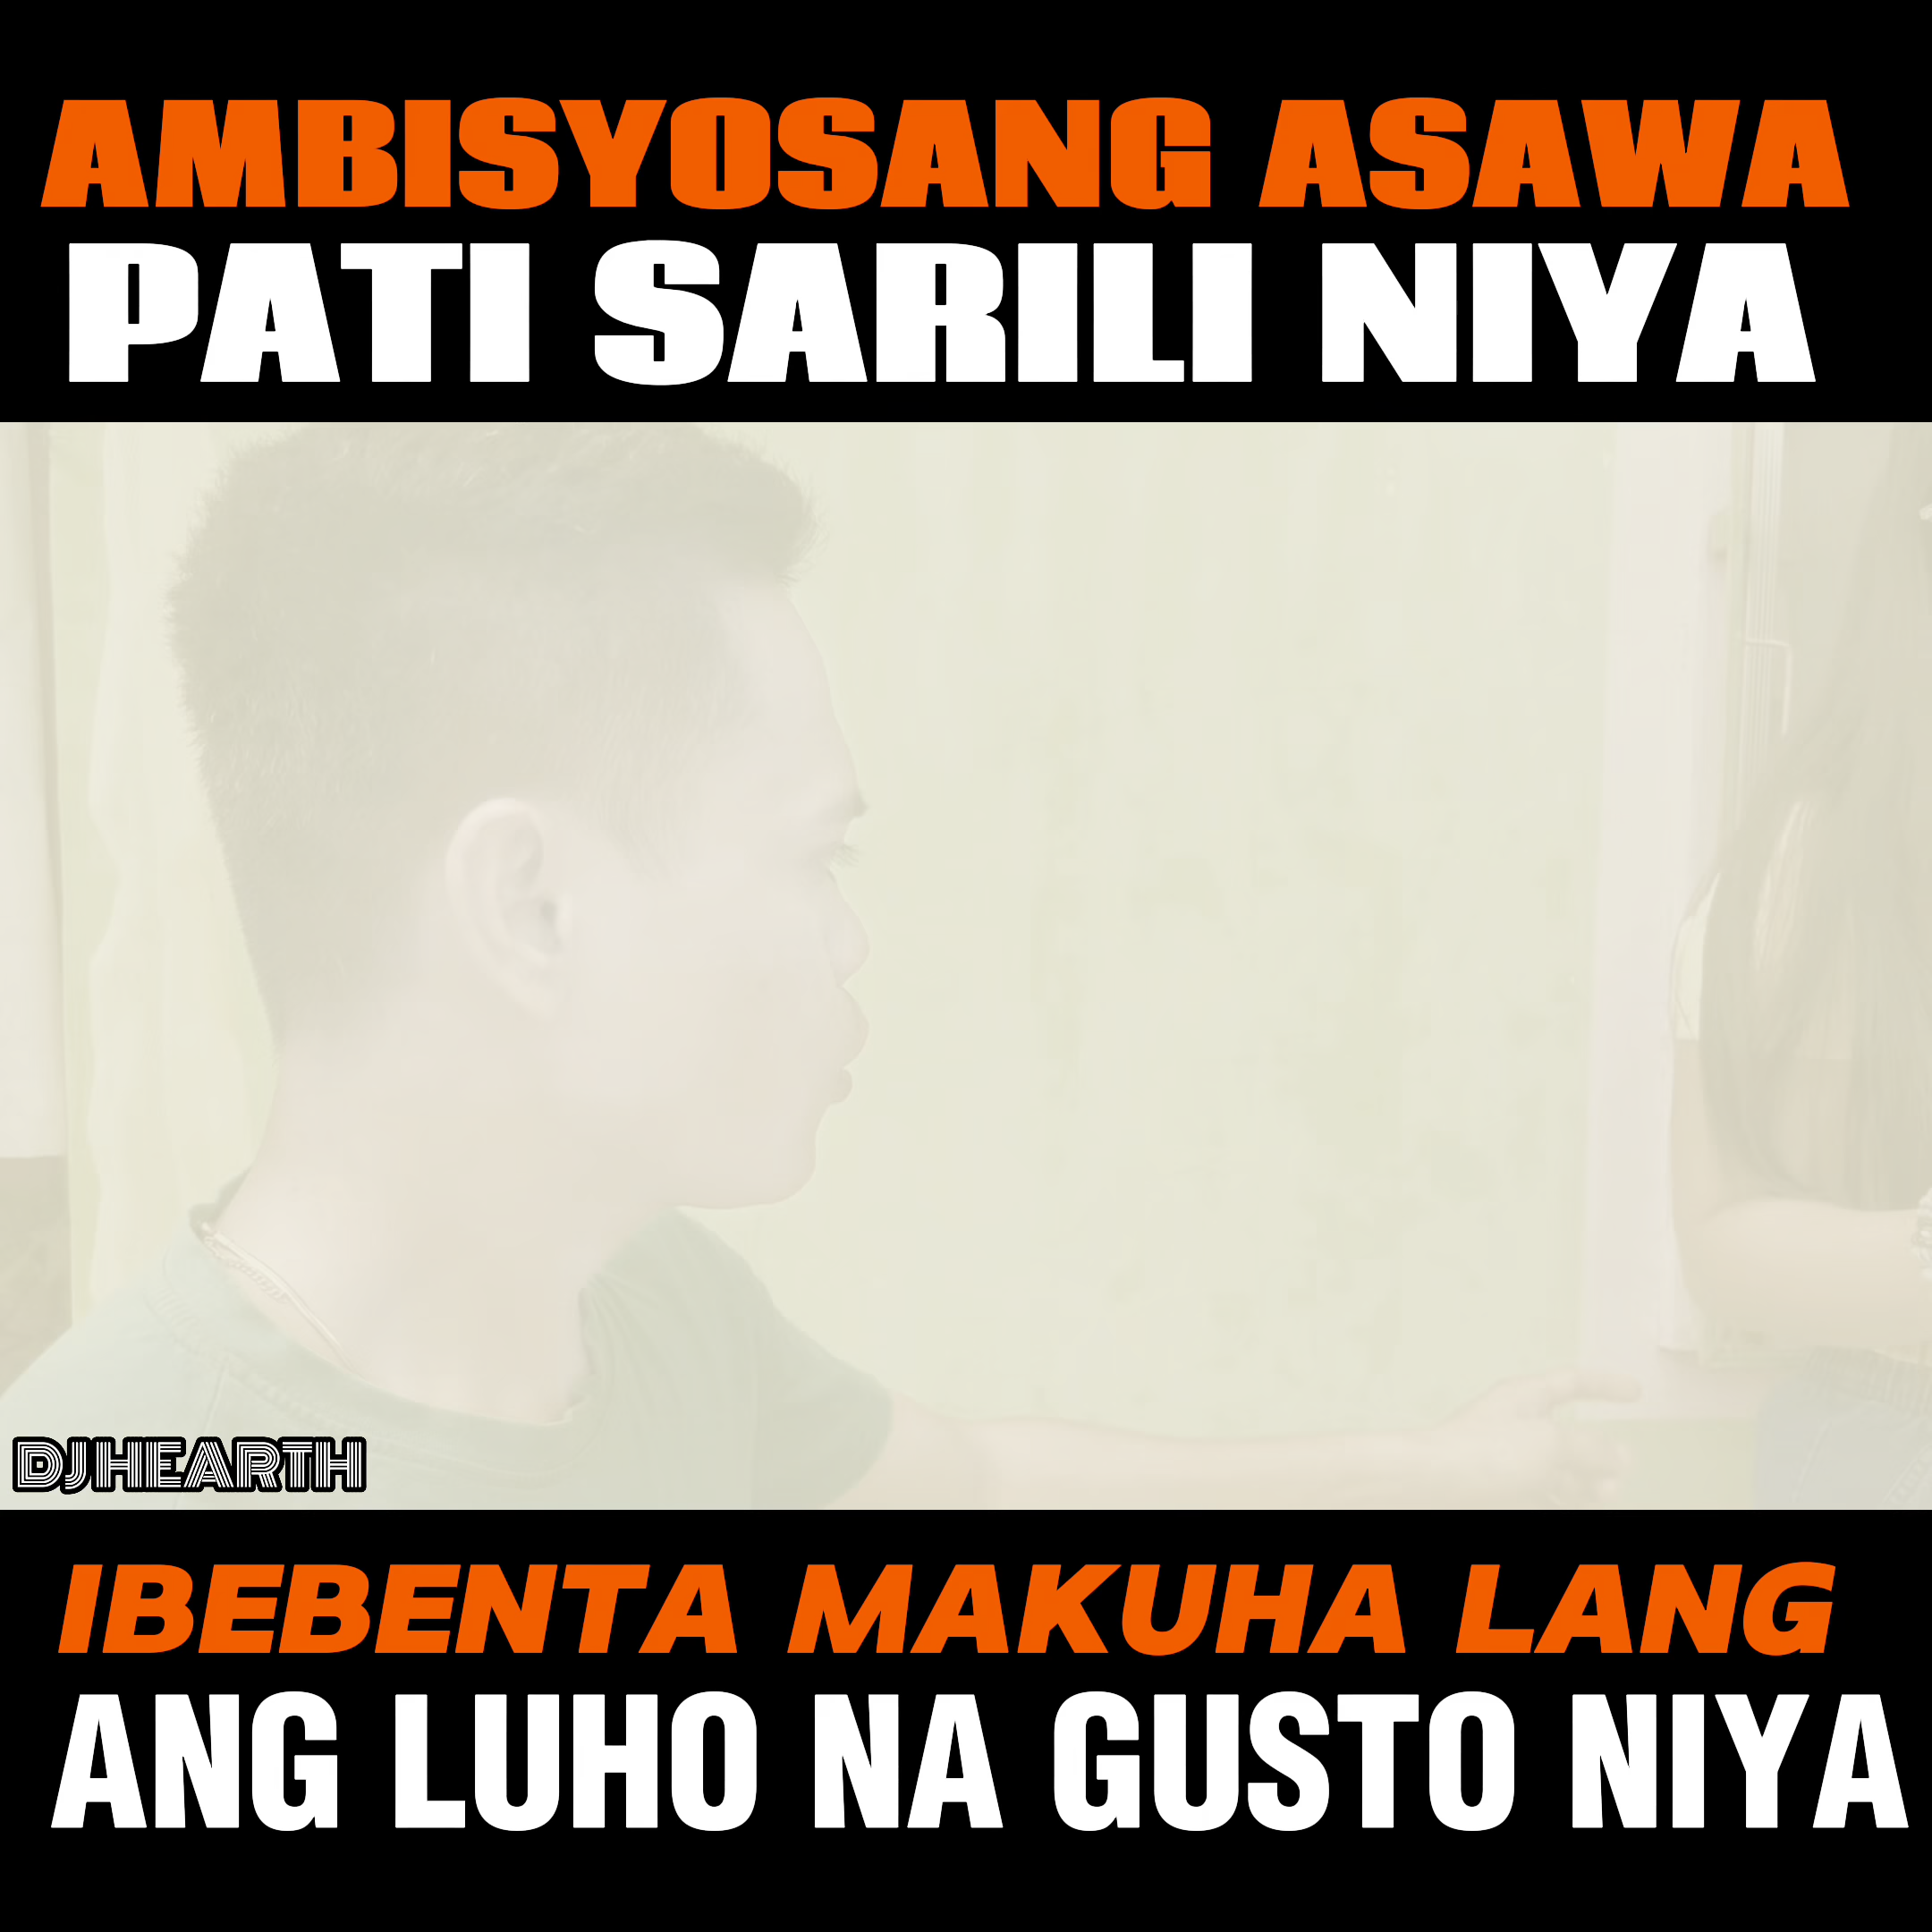 AMBISYOSANG ASAWA
PATI SARILI NIYA
DJHEARTH
IBEBENTA MAKUHA LANG
ANG LUHO NA GUSTO NIYA